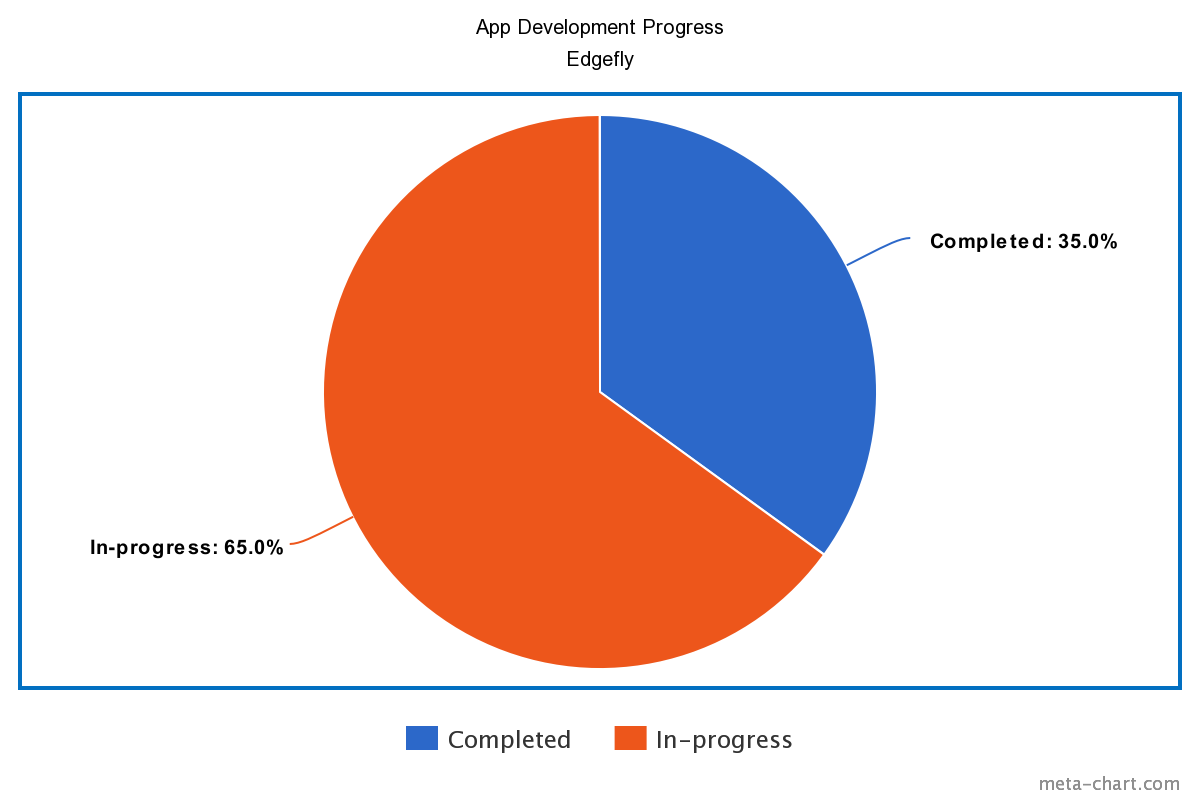 App Development Progress
Edgefly
Completed: 35.0%
In-progress: 65.0%
Completed
In-progress
meta-chart.com